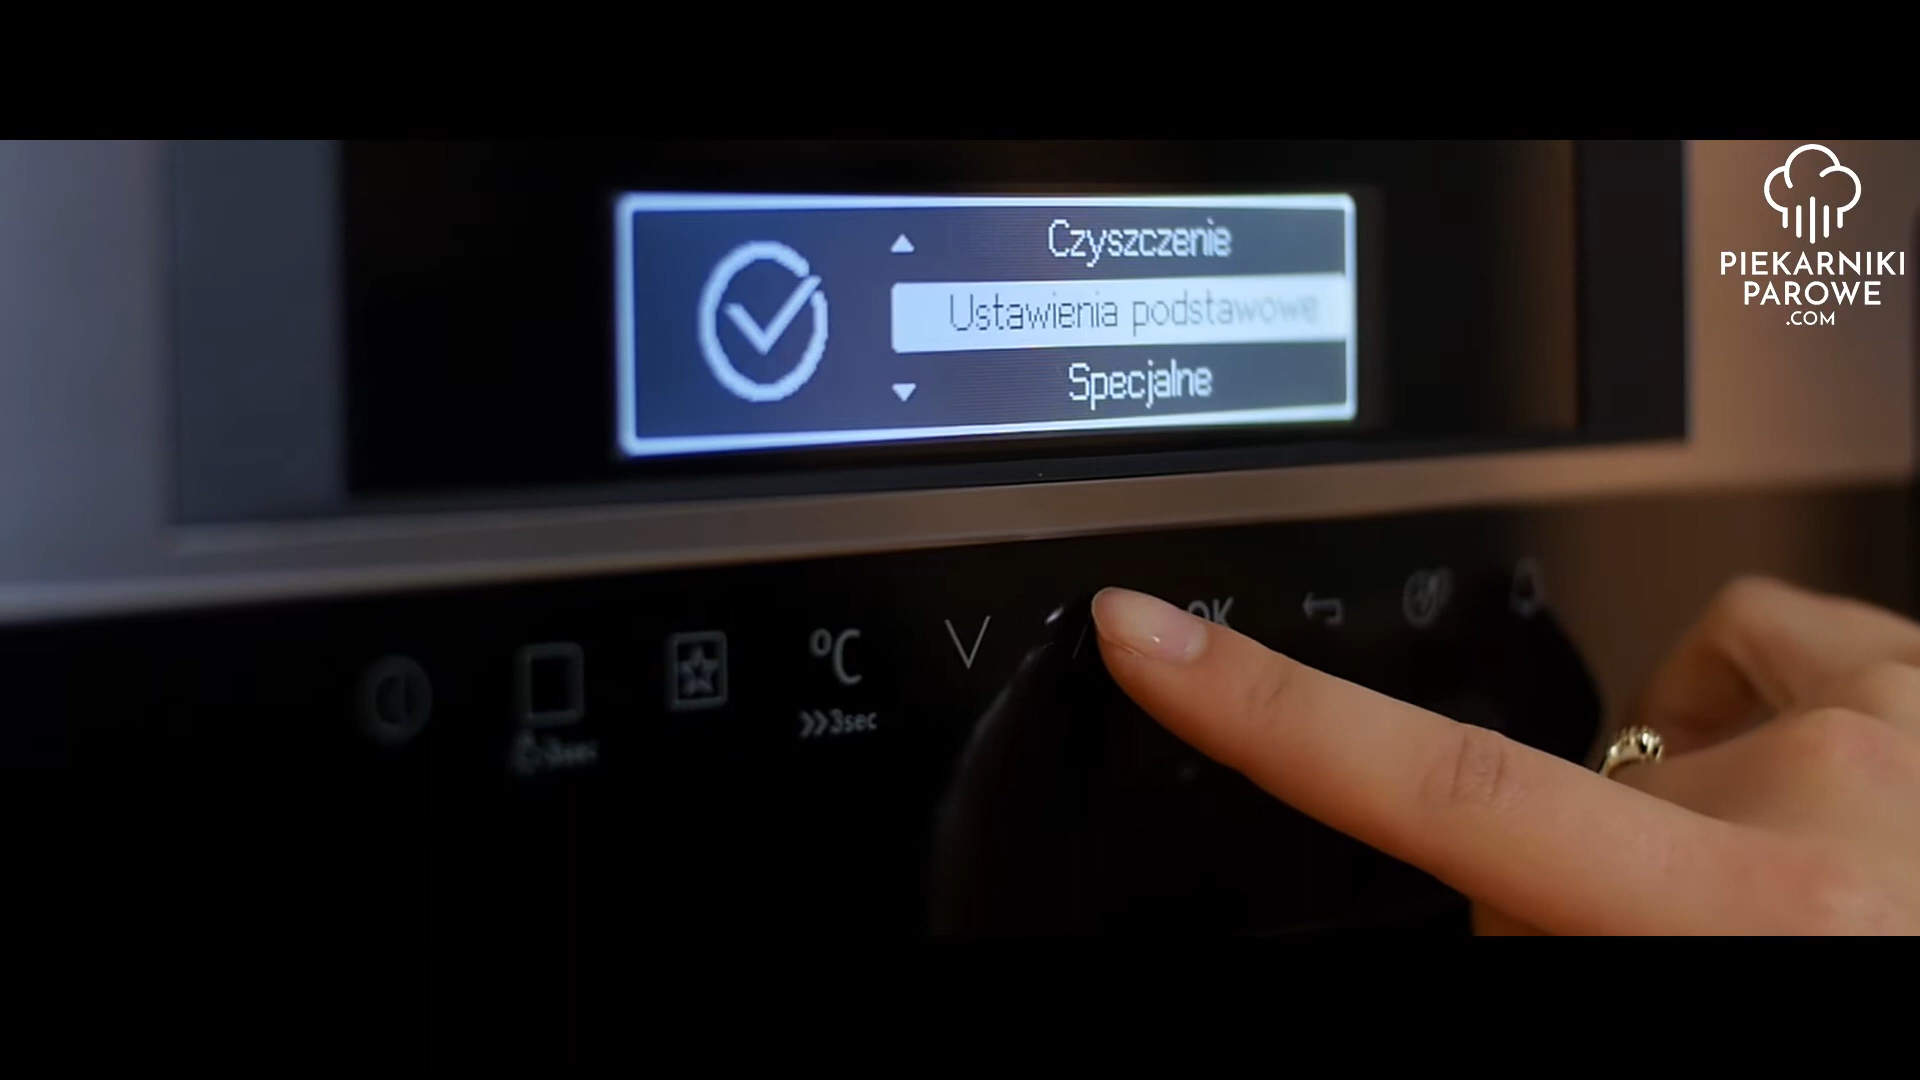 Czyszczenie
Ustawienia podstawowe
Specjalne
PIEKARNIKI
PAROWE
.COM
°C
»3sec
OK